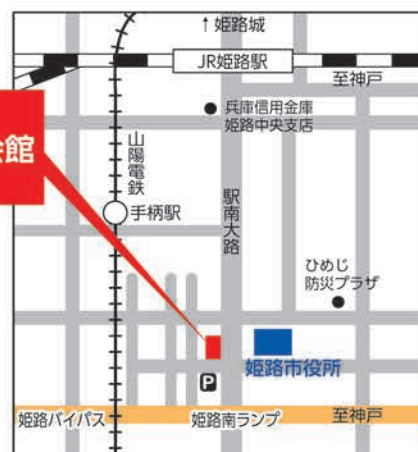 ↑姫路城
JR姫路駅
至神戸
兵庫信用金庫
姫路中央支店
会館
山陽電鉄
手柄駅
駅南大路
ひめじ
防災プラザ
P
姫路市役所
姫路バイパス
姫路南ランプ
至神戸